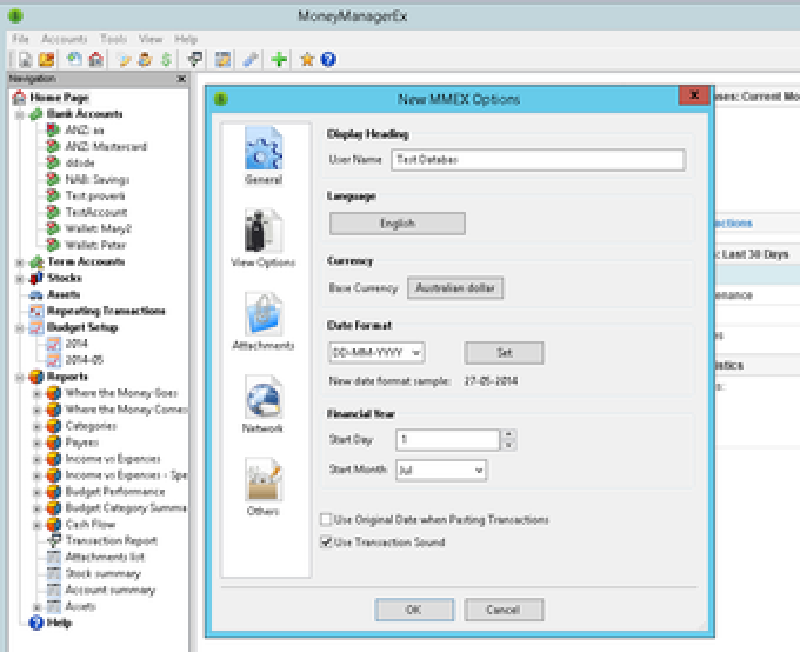 MoneyManagerEx
File Accounts Tools View Help
Navigation
Home Page
Bank Accounts
ANZ: aa
ANZ: Mastercard
ddsde
NAB: Savings
Test proverki
TestAccount
Wallet: Mary2
Wallet: Peter
Term Accounts
Stocks
Assets
Repeating Transactions
Budget Setup
2014
2014-05
Reports
Where the Money Goes
Where the Money Comes
Categories
Payees
Income vs Expenses
Income vs Expenses - Spe
Budget Performance
Budget Category Summa
Cash Flow
Transaction Report
Attachments list
Stock summary
Account summary
Assets
Help
New MMEX Options
General
View Options
Attachments
Network
Others
Display Heading
User Name Test Databas
Language
English
Currency
Base Currency Australian dollar
Date Format
DD-MM-YYYY Set
New date format sample: 27-05-2014
Financial Year
Start Day 1
Start Month Jul
Use Original Date when Pasting Transactions
Use Transaction Sound
OK Cancel
ses: Current Mo
actions
: Last 30 Days
enance
es
tistics
s: